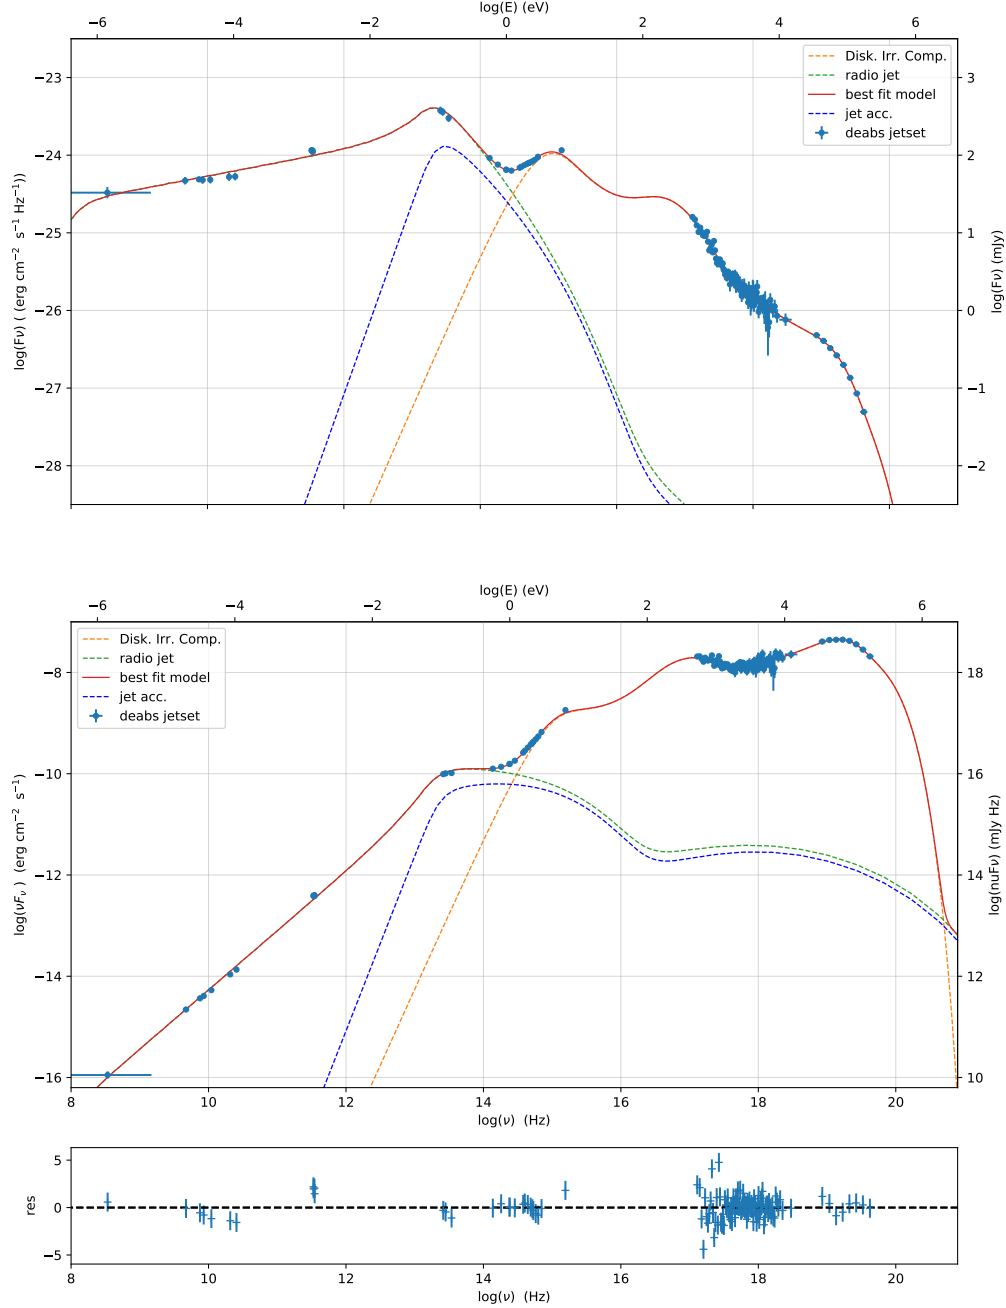 log(E) (eV)
−6 −4 −2 0 2 4 6
−23
−24
−25
−26
−27
−28
log(Fν) ( (erg cm⁻² s⁻¹ Hz⁻¹))
3
2
1
0
−1
−2
log(Fν) (mJy)
Disk. Irr. Comp.
radio jet
best fit model
jet acc.
deabs jetset
log(E) (eV)
−6 −4 −2 0 2 4 6
−8
−10
−12
−14
−16
log(νFν ) (erg cm⁻² s⁻¹)
18
16
14
12
10
log(nuFν) (mJy Hz)
Disk. Irr. Comp.
radio jet
best fit model
jet acc.
deabs jetset
8 10 12 14 16 18 20
log(ν) (Hz)
5
0
−5
res
8 10 12 14 16 18 20
log(ν) (Hz)